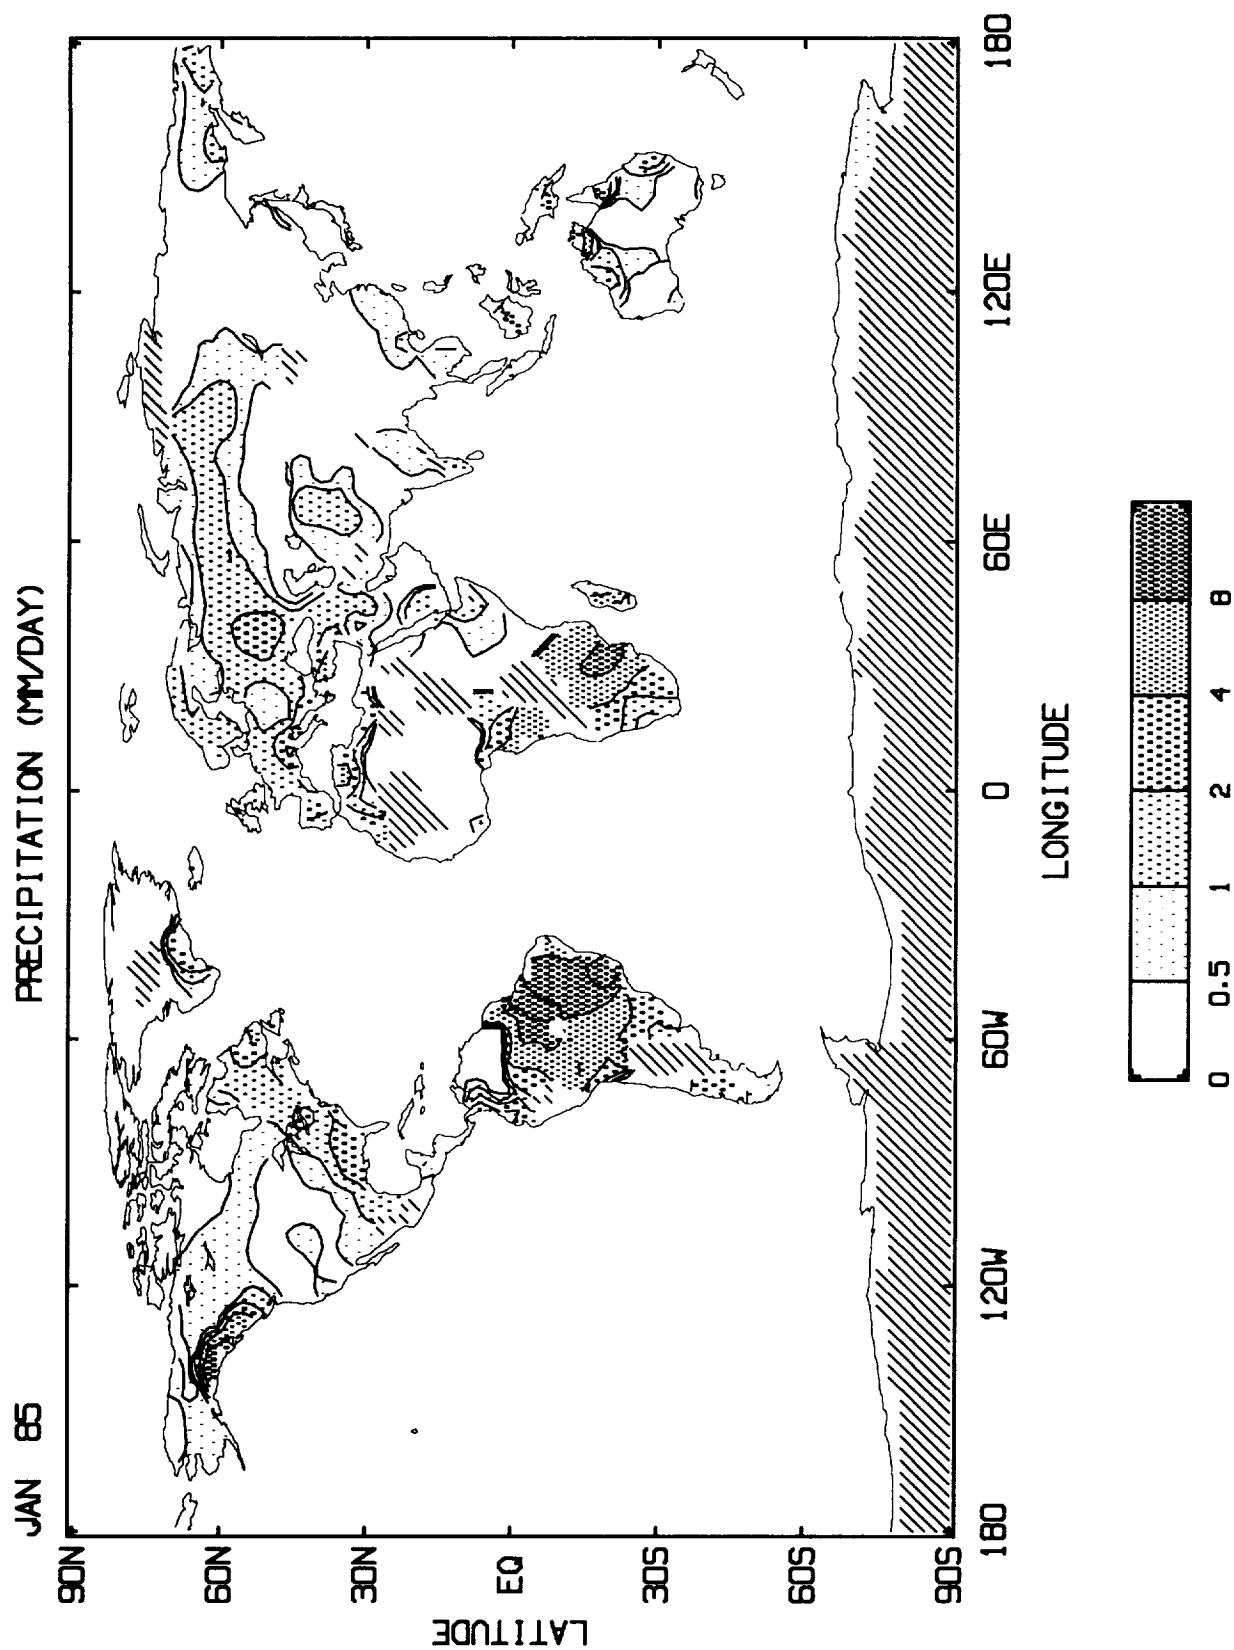 JAN 85 PRECIPITATION (MM/DAY)
90N
60N
30N
EQ
30S
60S
90S
LATITUDE
180 120W 60W 0 60E 120E 180
LONGITUDE
0 0.5 1 2 4 8